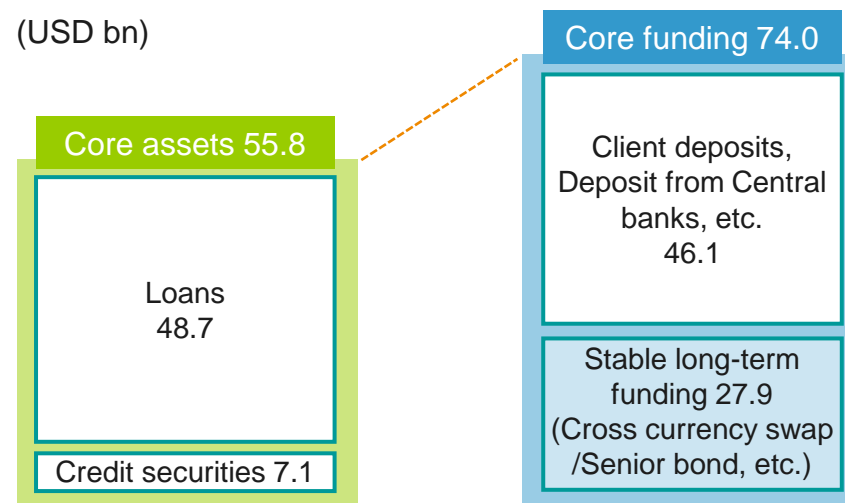 (USD bn)
Core funding 74.0
Core assets 55.8
Client deposits,
Deposit from Central
banks, etc.
46.1
Loans
48.7
Stable long-term
funding 27.9
(Cross currency swap
/Senior bond, etc.)
Credit securities 7.1